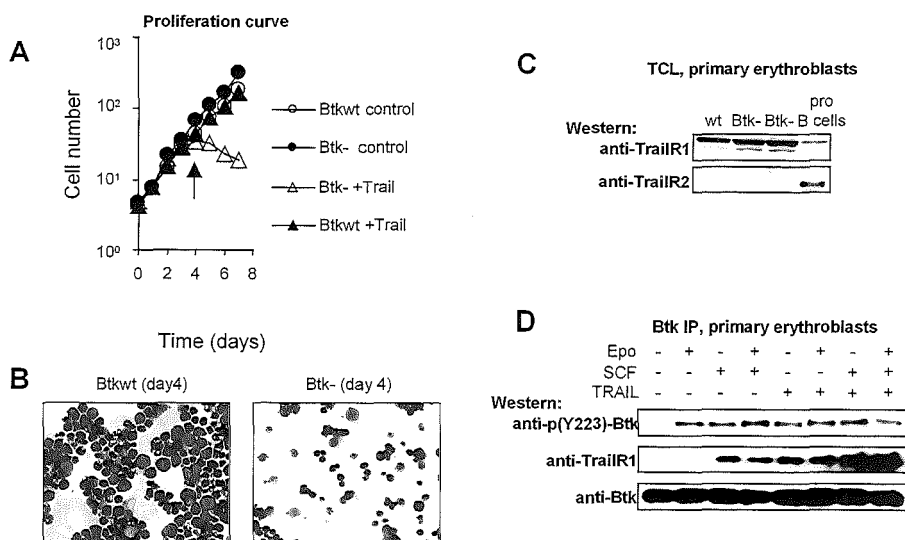 A
Proliferation curve
10³
10²
10¹
10⁰
Cell number
0 2 4 6 8
Time (days)
Btkwt control
Btk- control
Btk- +Trail
Btkwt +Trail
B
Btkwt (day4)
Btk- (day 4)
C
TCL, primary erythroblasts
pro
wt Btk- Btk- B cells
Western:
anti-TrailR1
anti-TrailR2
D
Btk IP, primary erythroblasts
Epo - + - + - + - +
SCF - - + + - - + +
TRAIL - - - - + + + +
Western:
anti-p(Y223)-Btk
anti-TrailR1
anti-Btk